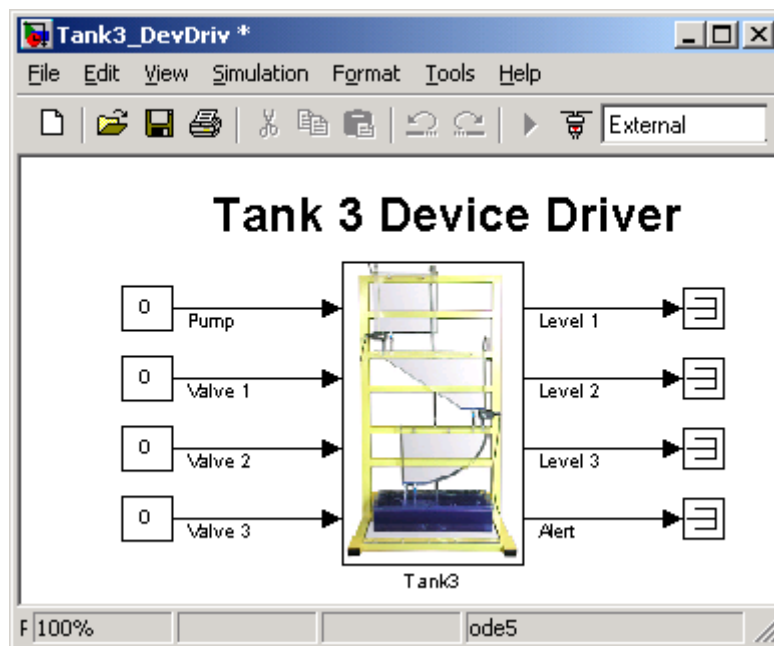 Tank3_DevDriv *
File Edit View Simulation Format Tools Help
External
Tank 3 Device Driver
0 Pump Level 1
0 Valve 1 Level 2
0 Valve 2 Level 3
0 Valve 3 Alert
Tank3
F 100% ode5